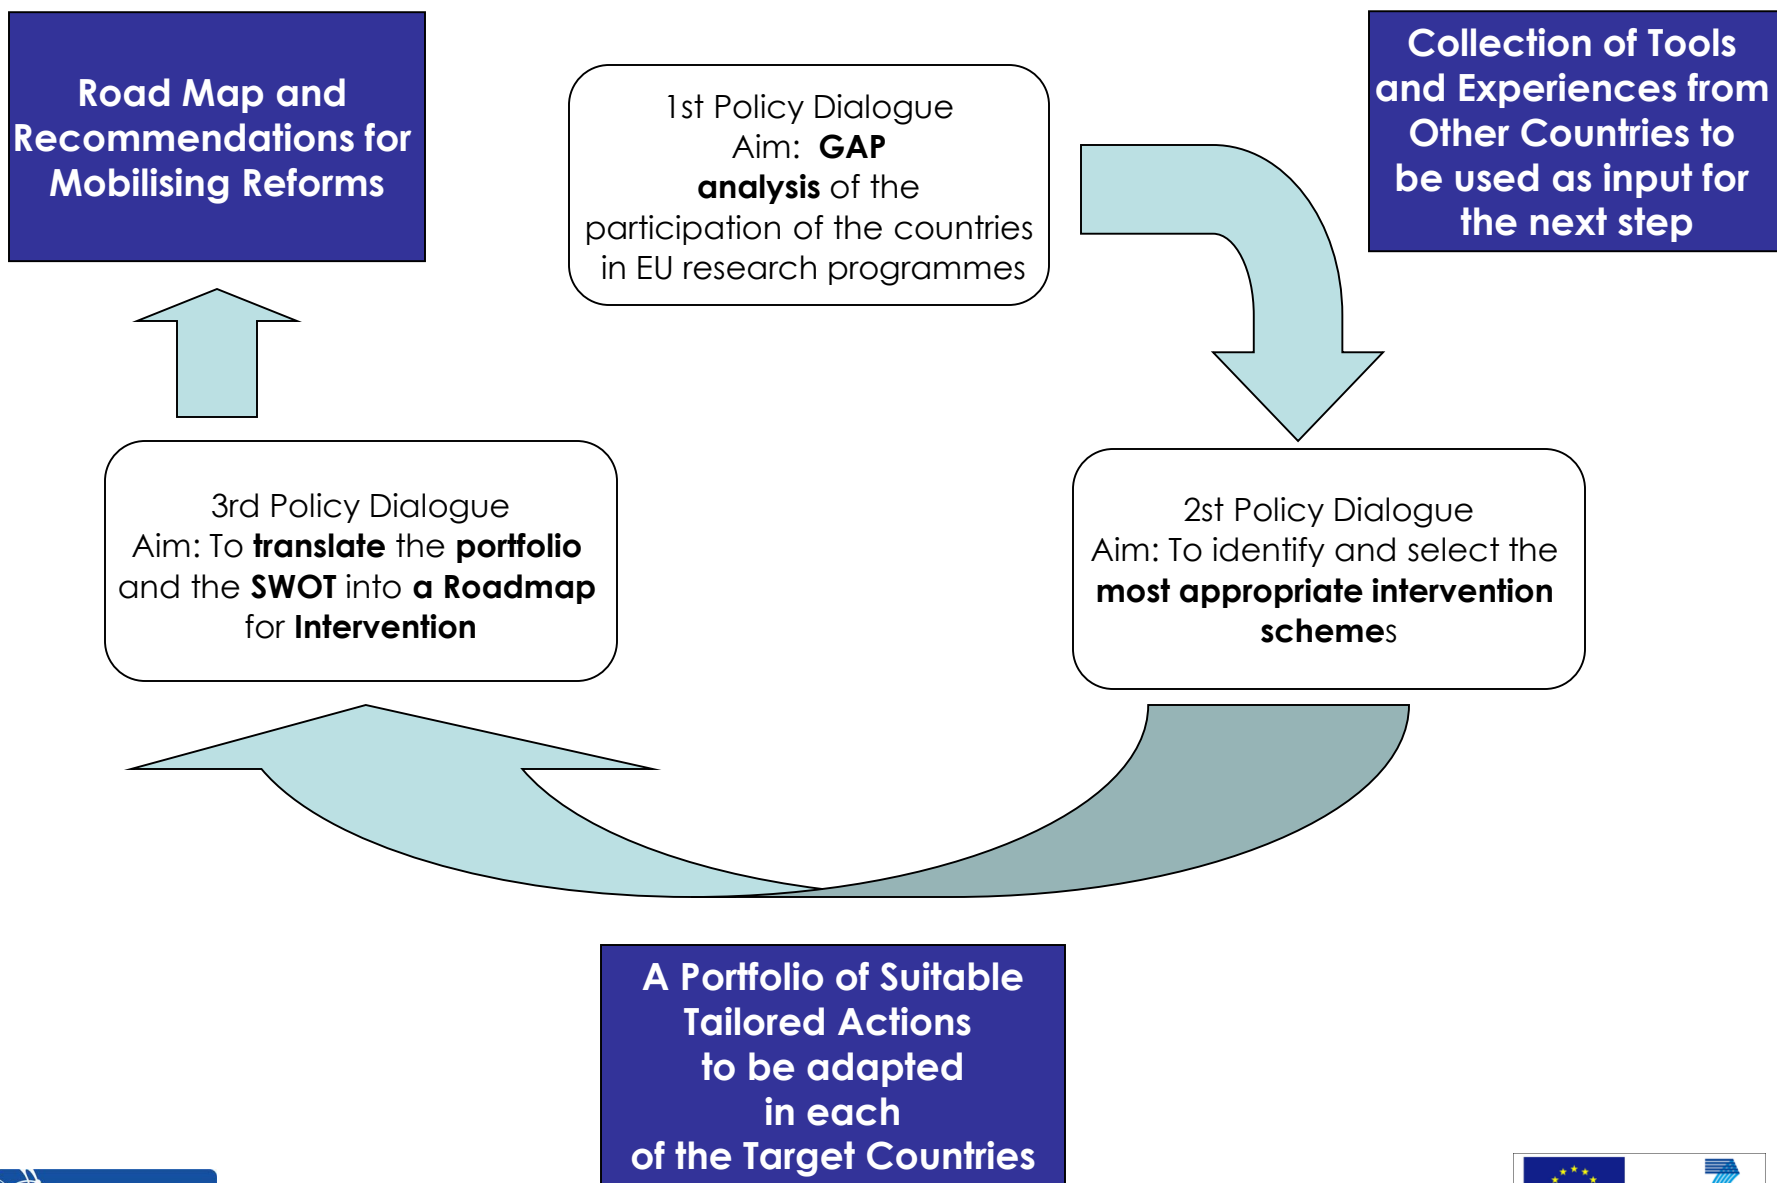 Road Map and
Recommendations for
Mobilising Reforms
1st Policy Dialogue
Aim:  GAP
analysis of the
participation of the countries
in EU research programmes
Collection of Tools
and Experiences from
Other Countries to
be used as input for
the next step
3rd Policy Dialogue
Aim: To translate the portfolio
and the SWOT into a Roadmap
for Intervention
2st Policy Dialogue
Aim: To identify and select the
most appropriate intervention
schemes
A Portfolio of Suitable
Tailored Actions
to be adapted
in each
of the Target Countries